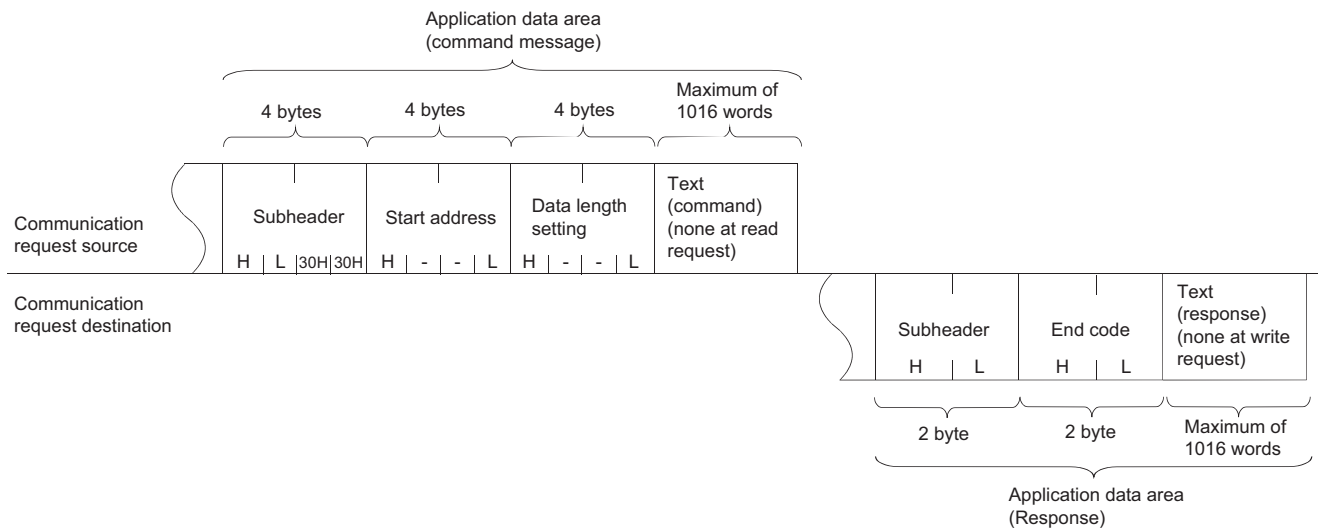 Application data area
(command message)
4 bytes
4 bytes
4 bytes
Maximum of
1016 words
Communication
request source
Subheader
H L 30H 30H
Start address
H - - L
Data length
setting
H - - L
Text
(command)
(none at read
request)
Communication
request destination
Subheader
H L
End code
H L
Text
(response)
(none at write
request)
2 byte
2 byte
Maximum of
1016 words
Application data area
(Response)